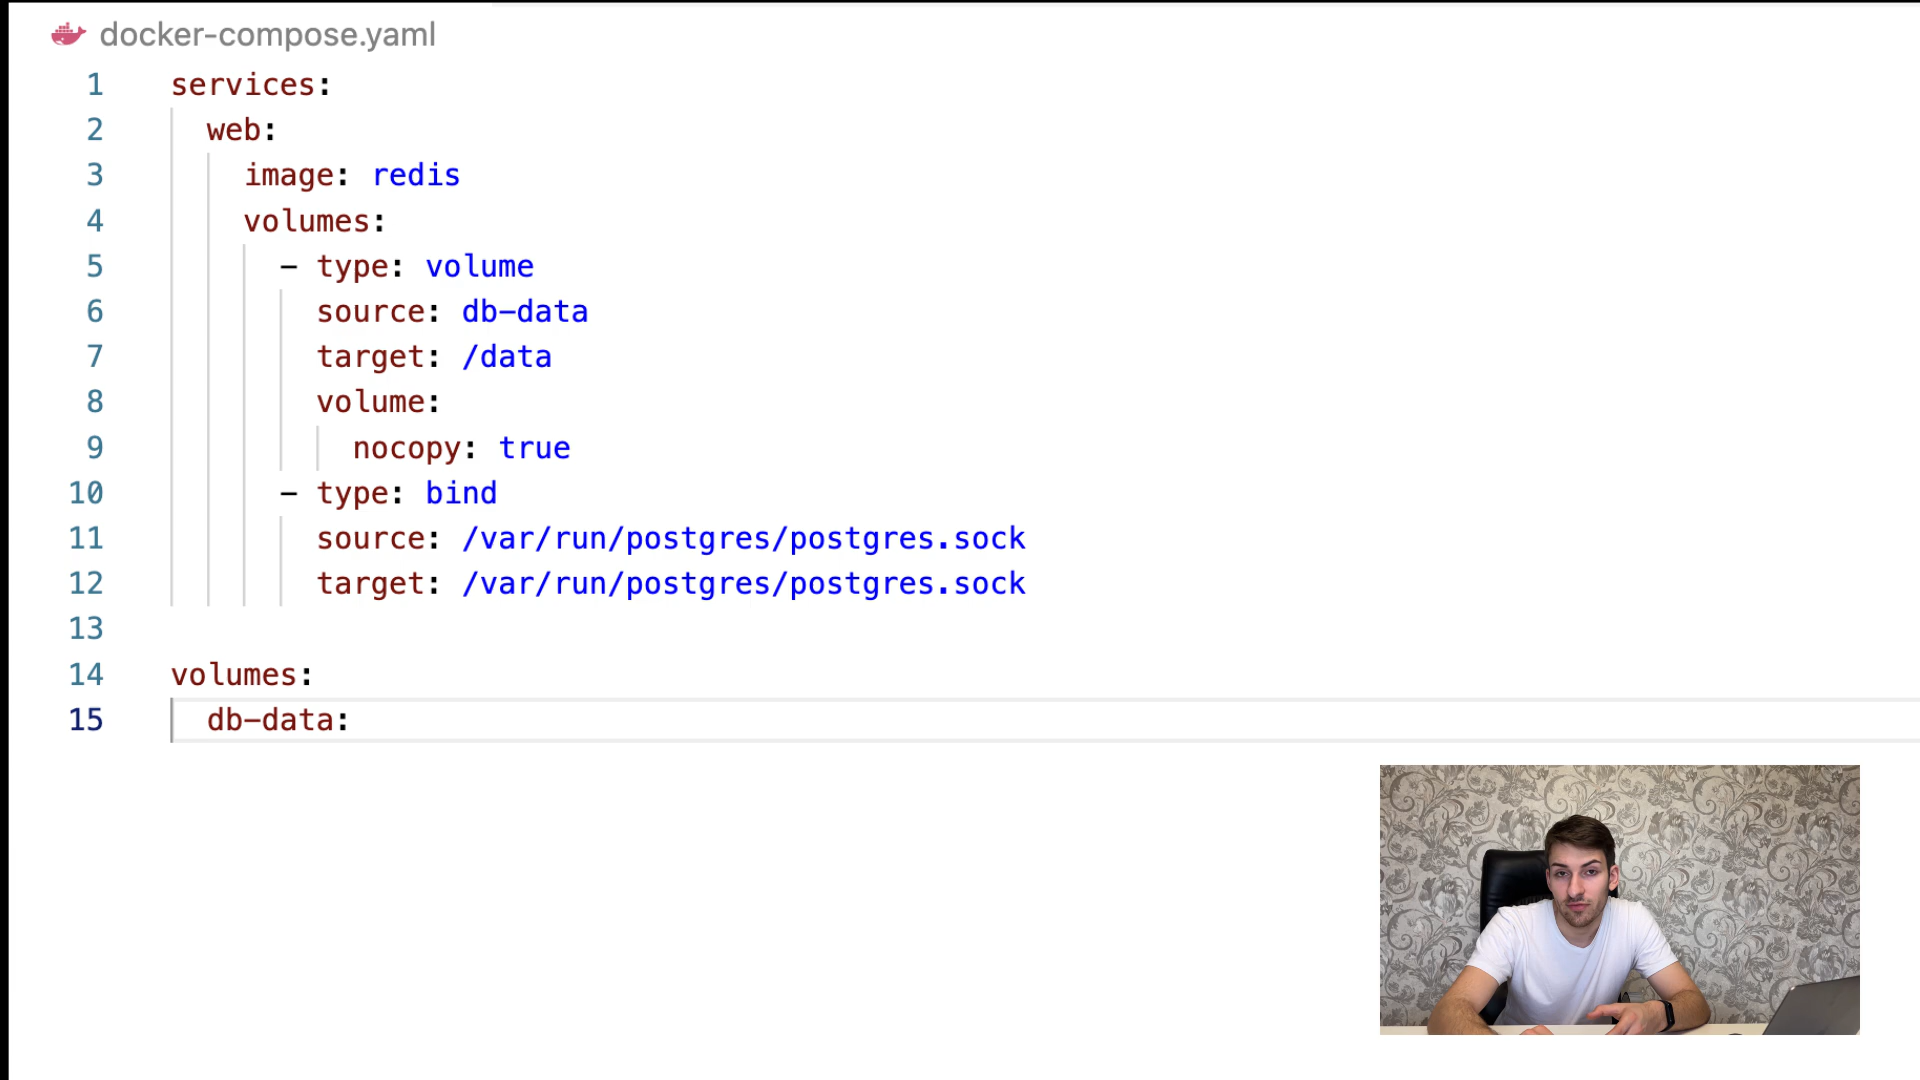 docker-compose.yaml
1 services:
2 web:
3 image: redis
4 volumes:
5 - type: volume
6 source: db-data
7 target: /data
8 volume:
9 nocopy: true
10 - type: bind
11 source: /var/run/postgres/postgres.sock
12 target: /var/run/postgres/postgres.sock
13
14 volumes:
15 db-data: